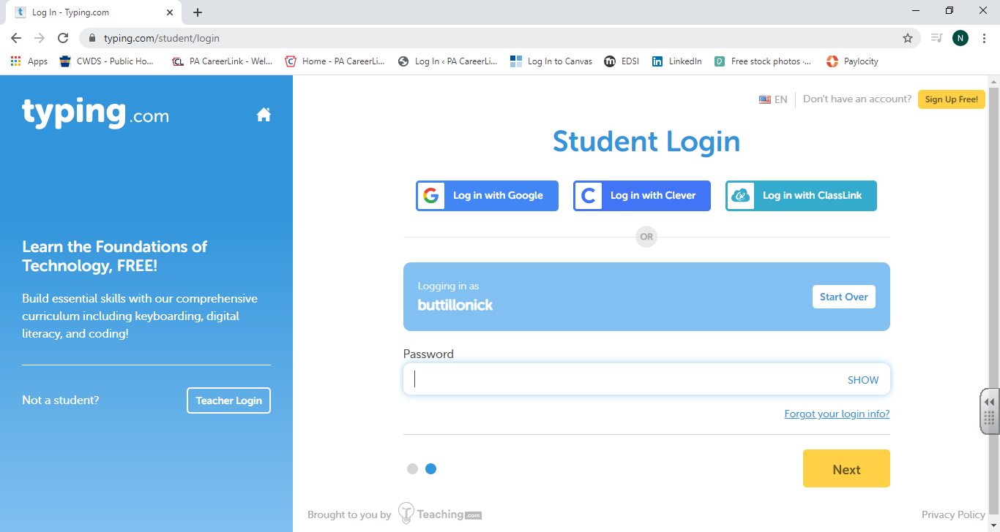 Log In - Typing.com
typing.com/student/login
N
Apps CWDS - Public Ho... PA CareerLink - Wel... Home - PA CareerLi... Log In ‹ PA CareerLi... Log In to Canvas EDSI LinkedIn Free stock photos ·... Paylocity
typing.com
EN Don't have an account? Sign Up Free!
Student Login
Log in with Google Log in with Clever Log in with ClassLink
OR
Learn the Foundations of
Technology, FREE!
Build essential skills with our comprehensive
curriculum including keyboarding, digital
literacy, and coding!
Not a student? Teacher Login
Logging in as
buttillonick
Start Over
Password
SHOW
Forgot your login info?
Next
Brought to you by Teaching.com
Privacy Policy